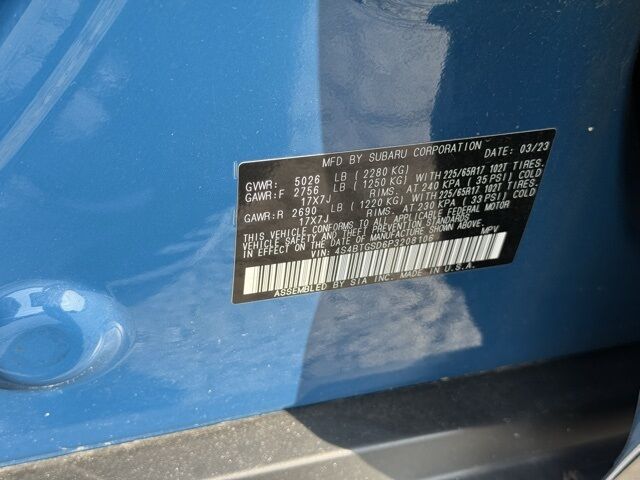 MFD BY SUBARU CORPORATION DATE: 03/23
GVWR: 5026 LB ( 2280 KG)
GAWR:F 2756 LB ( 1250 KG) WITH 225/65R17 102T TIRES.
17X7J RIMS. AT 240 KPA ( 35 PSI) COLD
GAWR:R 2690 LB ( 1220 KG) WITH 225/65R17 102T TIRES.
17X7J RIMS. AT 230 KPA ( 33 PSI) COLD
THIS VEHICLE CONFORMS TO ALL APPLICABLE FEDERAL MOTOR
VEHICLE SAFETY AND BUMPER STANDARDS
IN EFFECT ON THE DATE OF MANUFACTURE SHOWN ABOVE.
VIN: 4S4BTGSD6P3208106 MPV
ASSEMBLED BY SIA INC. MADE IN U.S.A.